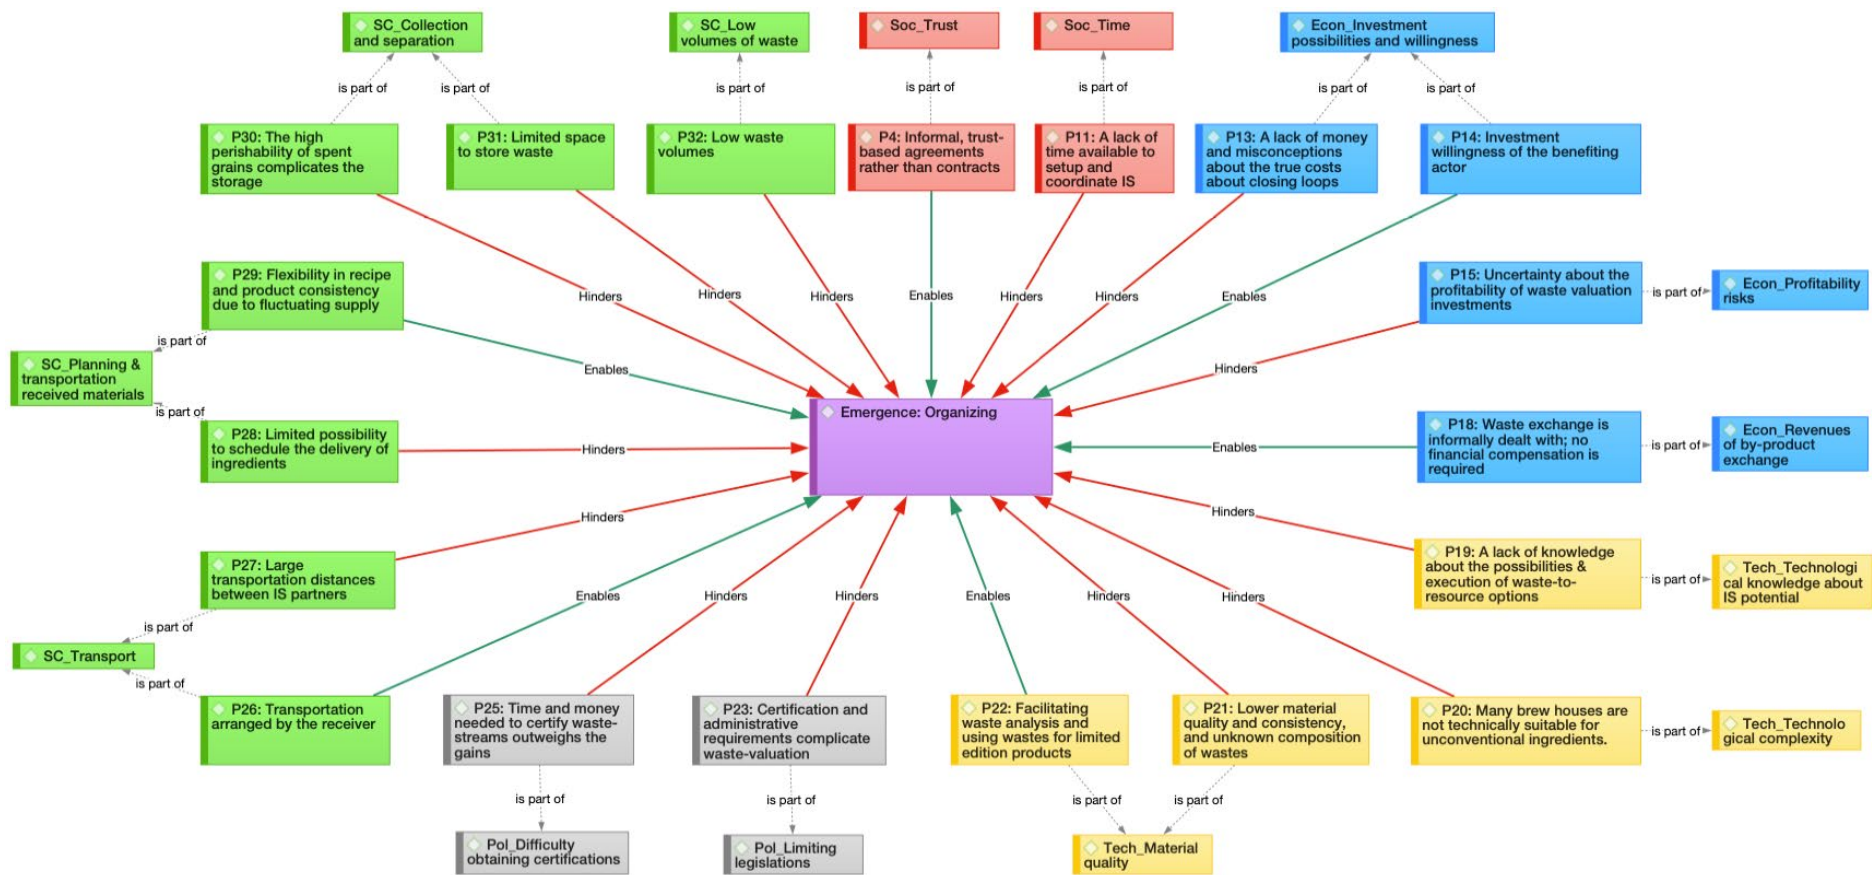 SC_Collection
and separation
SC_Low
volumes of waste
Soc_Trust
Soc_Time
Econ_Investment
possibilities and willingness
is part of
is part of
is part of
is part of
is part of
is part of
is part of
P30: The high
perishability of spent
grains complicates the
storage
P31: Limited space
to store waste
P32: Low waste
volumes
P4: Informal, trust-
based agreements
rather than contracts
P11: A lack of
time available to
setup and
coordinate IS
P13: A lack of money
and misconceptions
about the true costs
about closing loops
P14: Investment
willingness of the benefiting
actor
P29: Flexibility in recipe
and product consistency
due to fluctuating supply
Hinders
Hinders
Hinders
Enables
Hinders
Hinders
Enables
P15: Uncertainty about the
profitability of waste valuation
investments
is part of
Econ_Profitability
risks
is part of
SC_Planning &
transportation
received materials
is part of
Enables
Hinders
Emergence: Organizing
P28: Limited possibility
to schedule the delivery of
ingredients
Hinders
Enables
P18: Waste exchange is
informally dealt with; no
financial compensation is
required
is part of
Econ_Revenues
of by-product
exchange
Hinders
Hinders
P27: Large
transportation distances
between IS partners
P19: A lack of knowledge
about the possibilities &
execution of waste-to-
resource options
is part of
Tech_Technologi
cal knowledge about
IS potential
Enables
Hinders
Hinders
Enables
Hinders
Hinders
is part of
SC_Transport
is part of
P26: Transportation
arranged by the receiver
P25: Time and money
needed to certify waste-
streams outweighs the
gains
P23: Certification and
administrative
requirements complicate
waste-valuation
P22: Facilitating
waste analysis and
using wastes for limited
edition products
P21: Lower material
quality and consistency,
and unknown composition
of wastes
P20: Many brew houses are
not technically suitable for
unconventional ingredients.
is part of
Tech_Technolo
gical complexity
is part of
is part of
is part of
is part of
Pol_Difficulty
obtaining certifications
Pol_Limiting
legislations
Tech_Material
quality